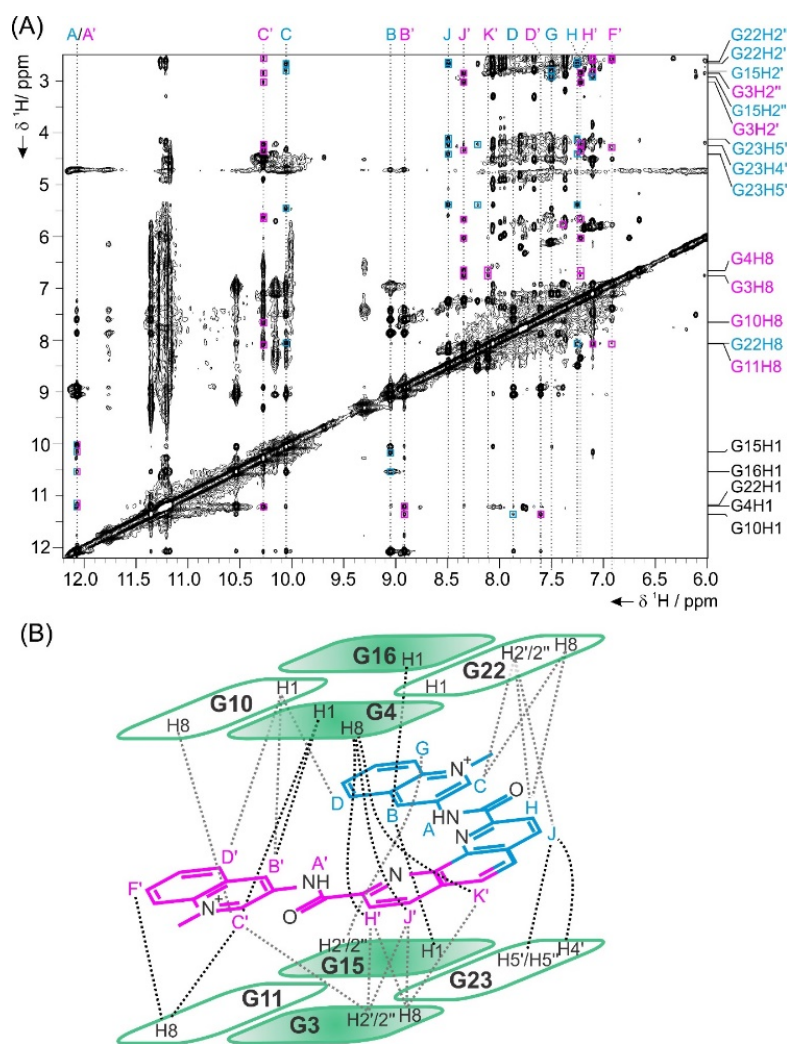 (A)
A/A' C' C B B' J J' K' D D' G H H' F'
δ ¹H/ ppm
3
4
5
6
7
8
9
10
11
12
G22H2'
G22H2"
G15H2'
G3H2"
G15H2"
G3H2'
G23H5'
G23H4'
G23H5'
G4H8
G3H8
G10H8
G22H8
G11H8
G15H1
G16H1
G22H1
G4H1
G10H1
12.0 11.5 11.0 10.5 10.0 9.5 9.0 8.5 8.0 7.5 7.0 6.5 6.0
δ ¹H / ppm
(B)
G16 H1
G22 H2'/2" H8
H1
G10 H1
H8
G4 H1
H8
G
N+
C
D
B
HN
O
A
N
H
J
D'
B'
A'
F'
NH
N
N+
C'
O
H'
J'
K'
H2'/2"
G15 H1
H5'/H5" H4'
G23
G11
H8
G3 H2'/2" H8